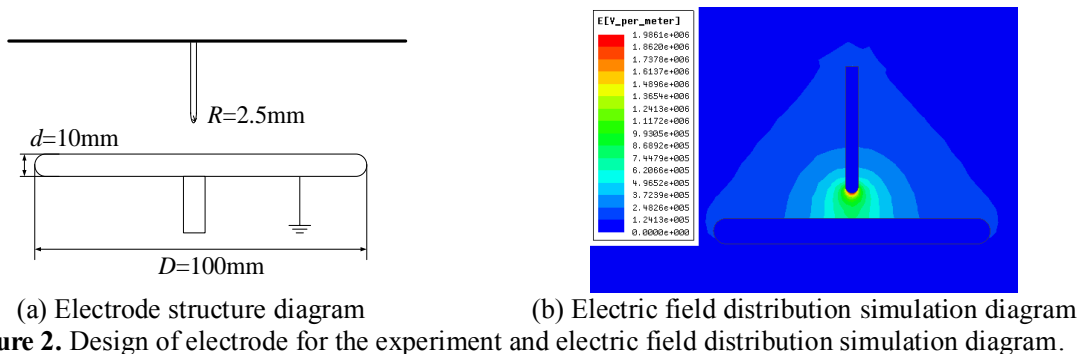 R=2.5mm
d=10mm
D=100mm
E[V_per_meter]
1.9861e+006
1.8620e+006
1.7378e+006
1.6137e+006
1.4896e+006
1.3654e+006
1.2413e+006
1.1172e+006
9.9305e+005
8.6892e+005
7.4479e+005
6.2066e+005
4.9652e+005
3.7239e+005
2.4826e+005
1.2413e+005
0.0000e+000
(a) Electrode structure diagram
(b) Electric field distribution simulation diagram
ure 2. Design of electrode for the experiment and electric field distribution simulation diagram.